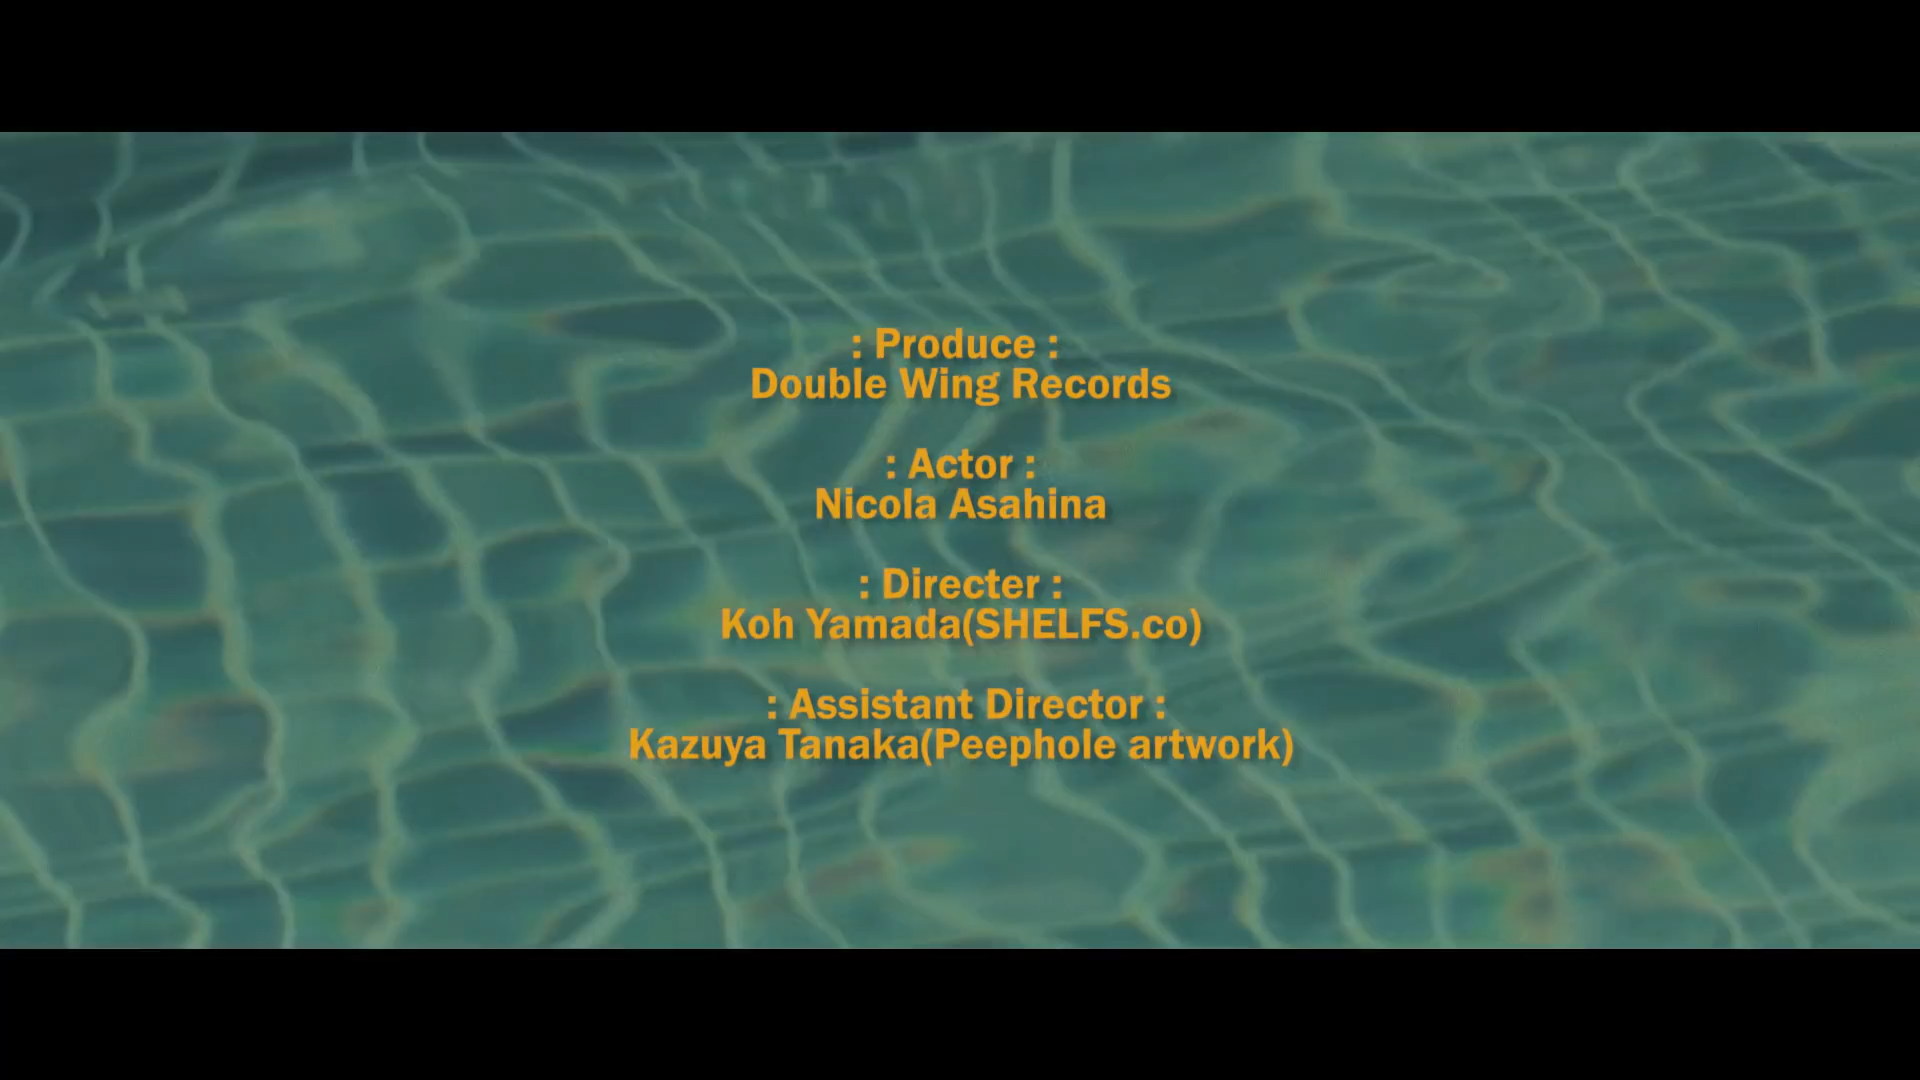 : Produce :
Double Wing Records
: Actor :
Nicola Asahina
: Directer :
Koh Yamada(SHELFS.co)
: Assistant Director :
Kazuya Tanaka(Peephole artwork)